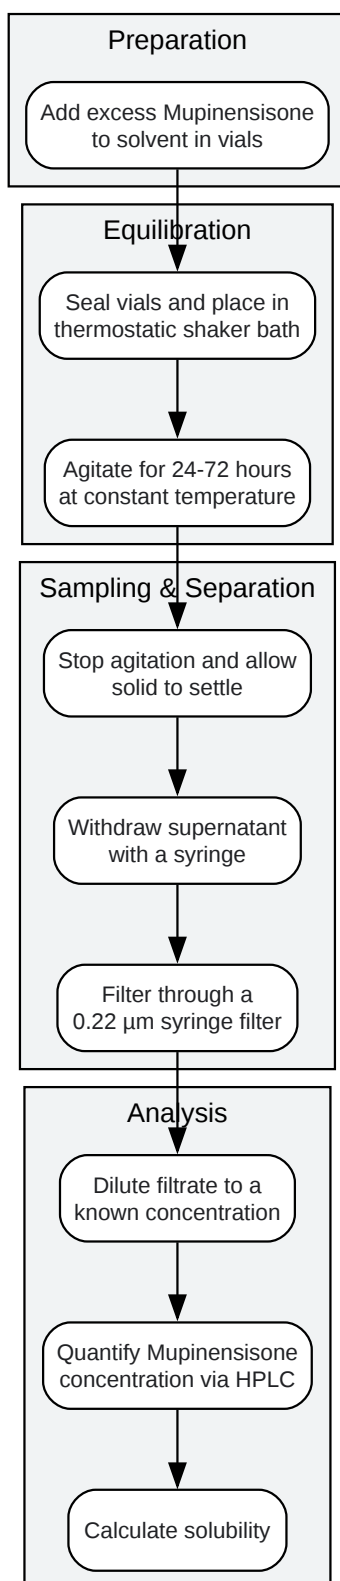 Preparation
Add excess Mupinensisone
to solvent in vials
Equilibration
Seal vials and place in
thermostatic shaker bath
Agitate for 24-72 hours
at constant temperature
Sampling & Separation
Stop agitation and allow
solid to settle
Withdraw supernatant
with a syringe
Filter through a
0.22 µm syringe filter
Analysis
Dilute filtrate to a
known concentration
Quantify Mupinensisone
concentration via HPLC
Calculate solubility